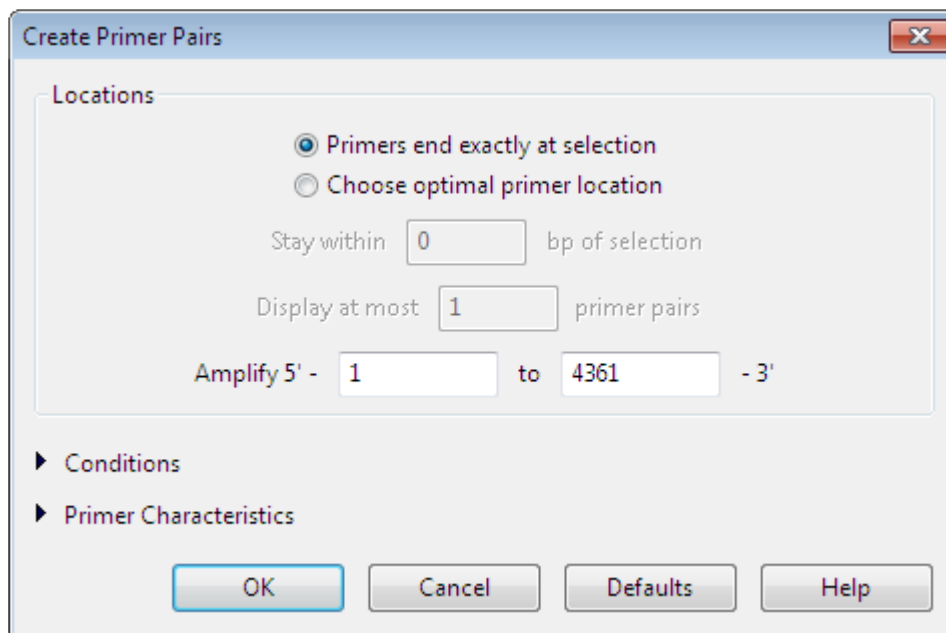 Create Primer Pairs
Locations
Primers end exactly at selection
Choose optimal primer location
Stay within 0 bp of selection
Display at most 1 primer pairs
Amplify 5' - 1 to 4361 - 3'
Conditions
Primer Characteristics
OK Cancel Defaults Help